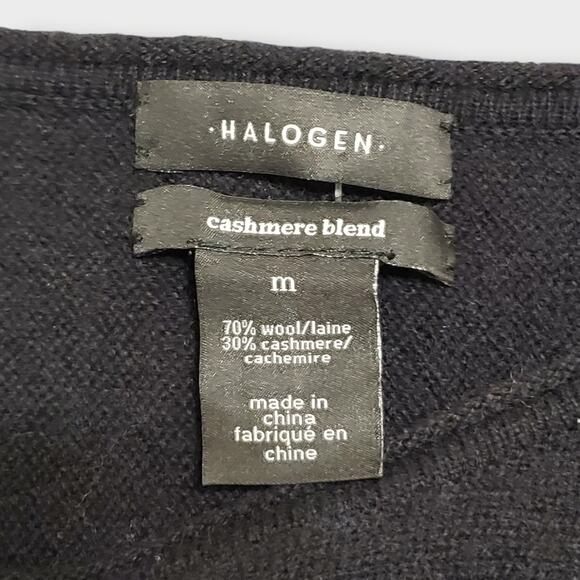 ·HALOGEN·
cashmere blend
m
70% wool/laine
30% cashmere/
cachemire
made in
china
fabriqué en
chine